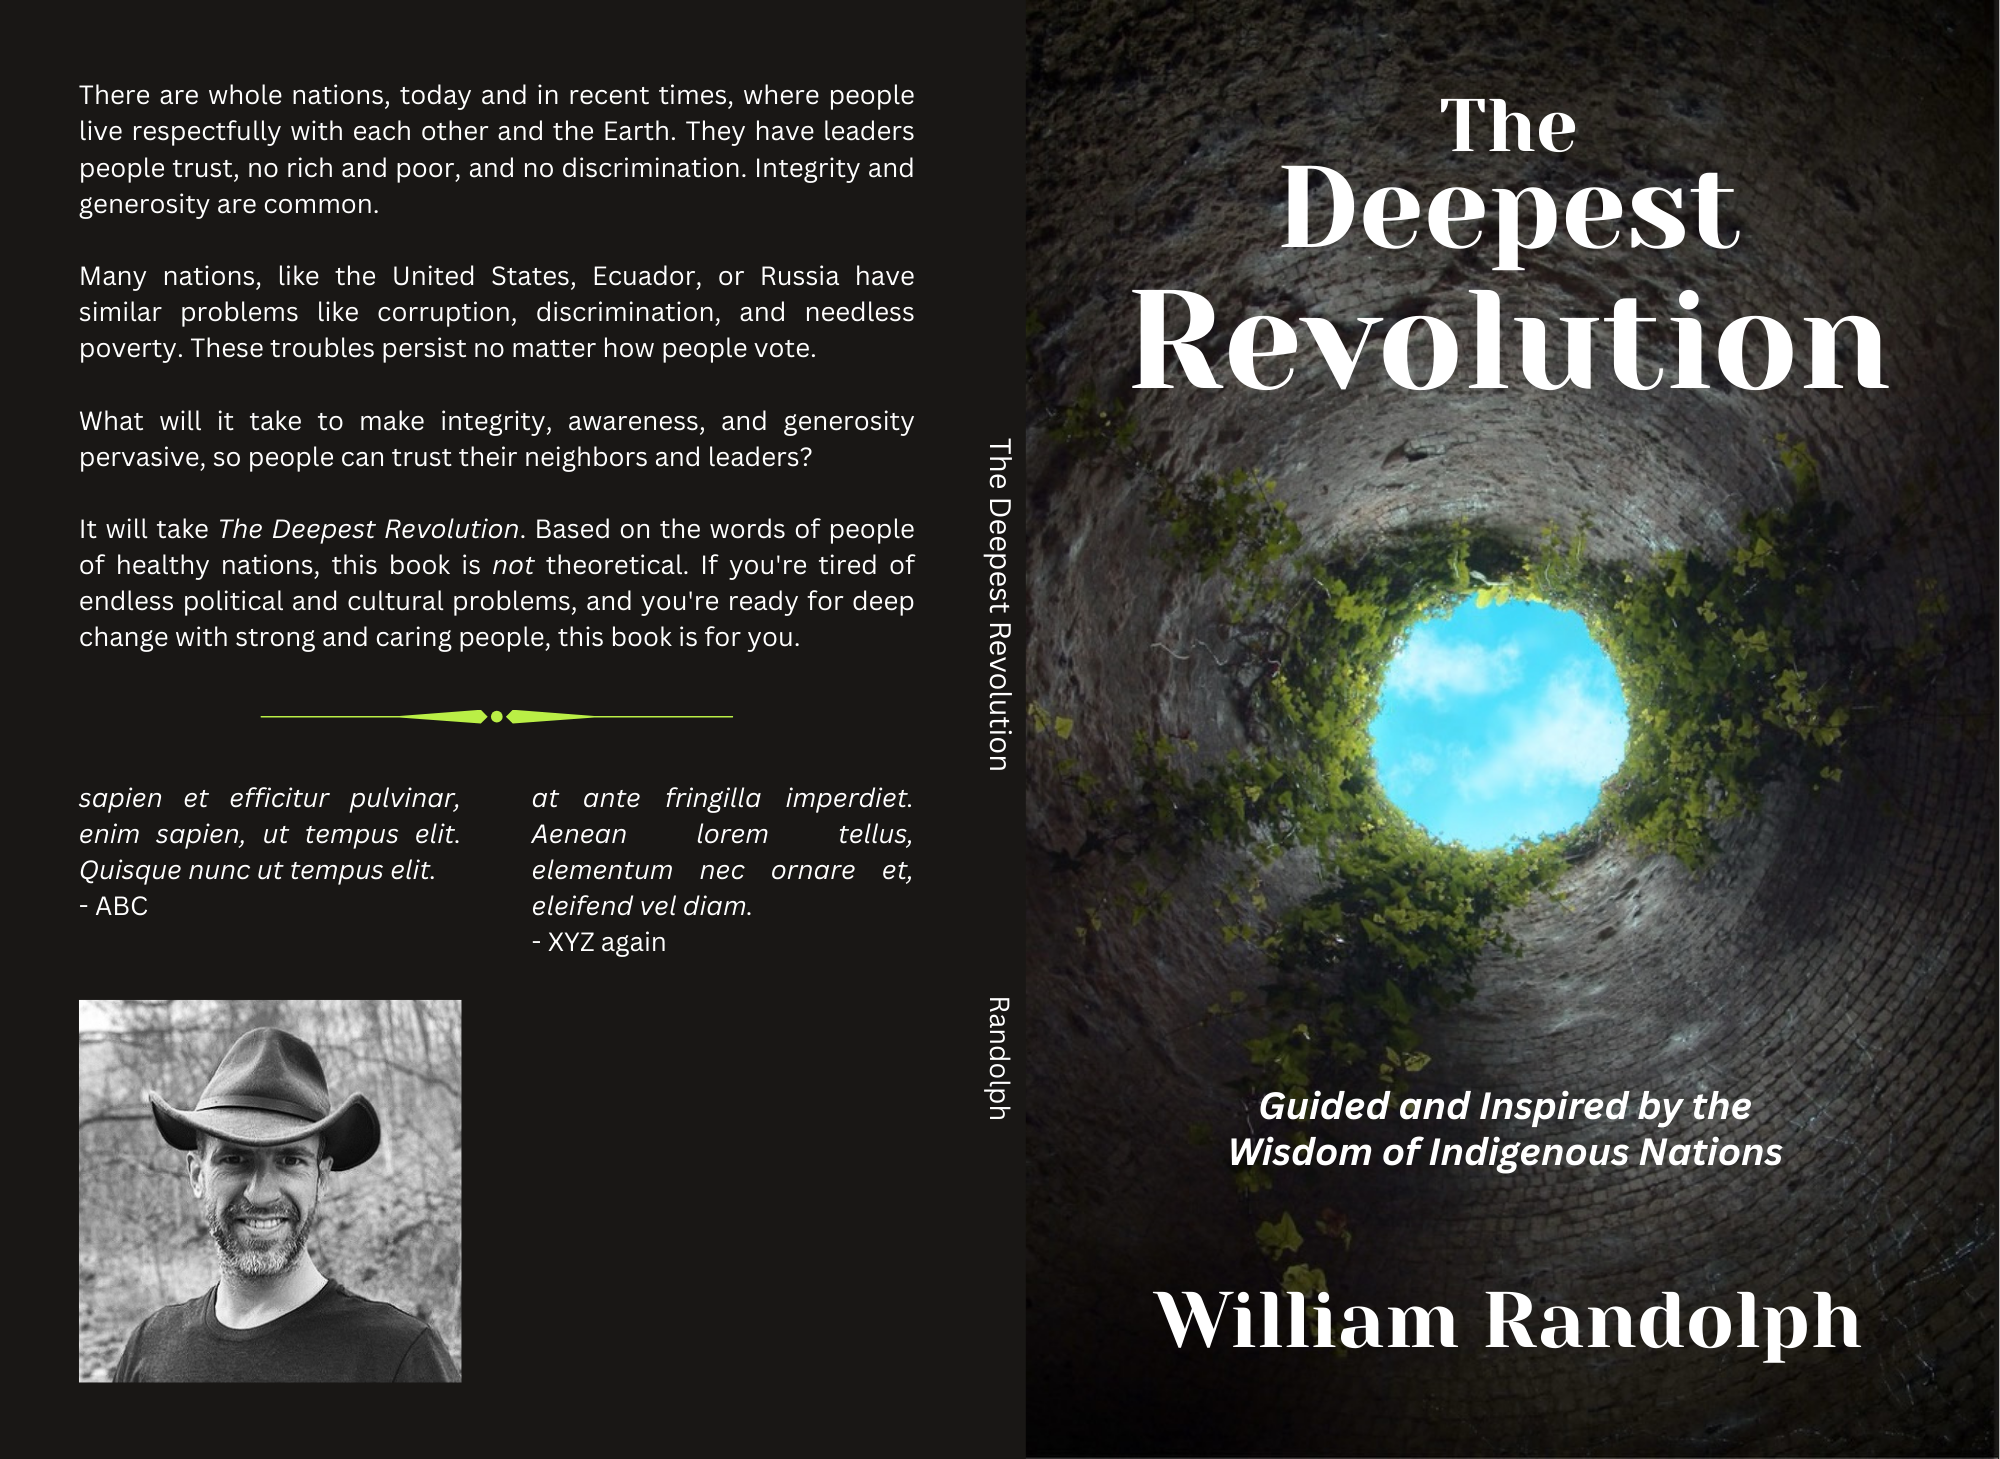 There are whole nations, today and in recent times, where people
live respectfully with each other and the Earth. They have leaders
people trust, no rich and poor, and no discrimination. Integrity and
generosity are common.
Many nations, like the United States, Ecuador, or Russia have
similar problems like corruption, discrimination, and needless
poverty. These troubles persist no matter how people vote.
What will it take to make integrity, awareness, and generosity
pervasive, so people can trust their neighbors and leaders?
It will take The Deepest Revolution. Based on the words of people
of healthy nations, this book is not theoretical. If you're tired of
endless political and cultural problems, and you're ready for deep
change with strong and caring people, this book is for you.
sapien et efficitur pulvinar,
enim sapien, ut tempus elit.
Quisque nunc ut tempus elit.
- ABC
at ante fringilla imperdiet.
Aenean lorem tellus,
elementum nec ornare et,
eleifend vel diam.
- XYZ again
The Deepest Revolution
Randolph
The
Deepest
Revolution
Guided and Inspired by the
Wisdom of Indigenous Nations
William Randolph